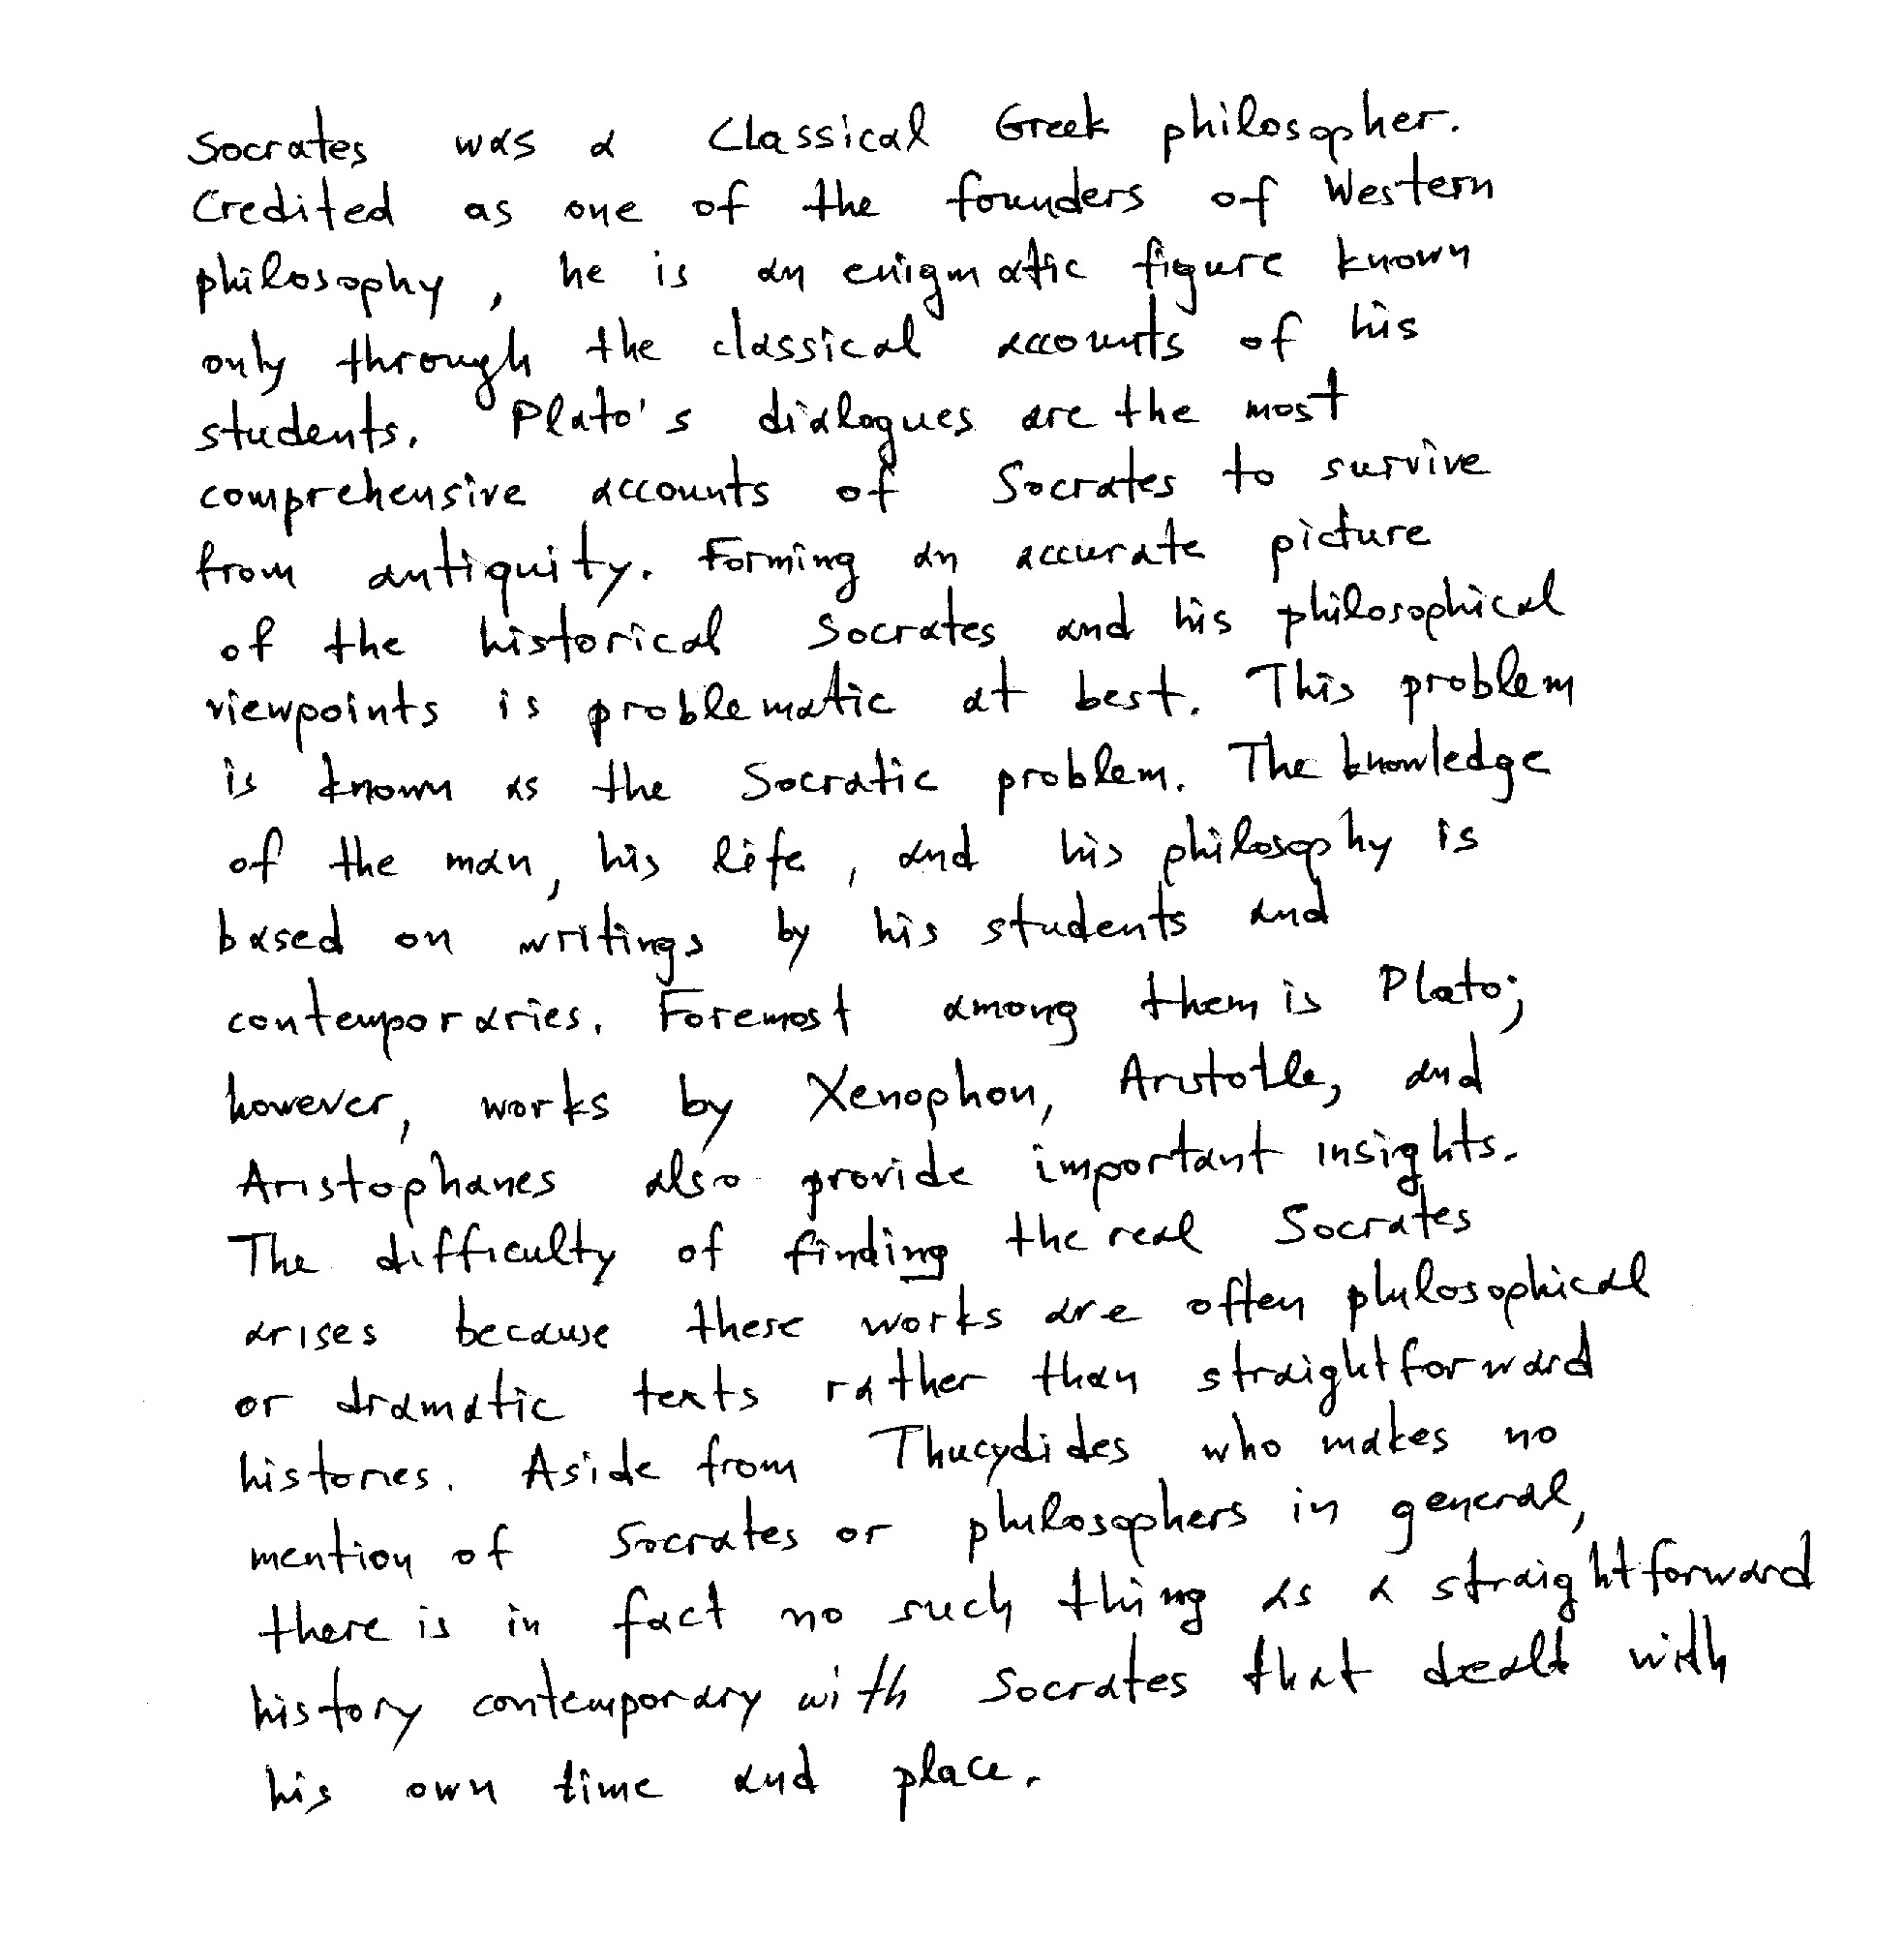 Socrates was a Classical Greek philosopher.
Credited as one of the founders of Western
philosophy, he is an enigmatic figure known
only through the classical accounts of his
students. Plato's dialogues are the most
comprehensive accounts of Socrates to survive
from antiquity. Forming an accurate picture
of the historical Socrates and his philosophical
viewpoints is problematic at best. This problem
is known as the Socratic problem. The knowledge
of the man, his life, and his philosophy is
based on writings by his students and
contemporaries. Foremost among them is Plato;
however, works by Xenophon, Aristotle, and
Aristophanes also provide important insights.
The difficulty of finding the real Socrates
arises because these works are often philosophical
or dramatic texts rather than straightforward
histories. Aside from Thucydides who makes no
mention of Socrates or philosophers in general,
there is in fact no such thing as a straightforward
history contemporary with Socrates that dealt with
his own time and place.